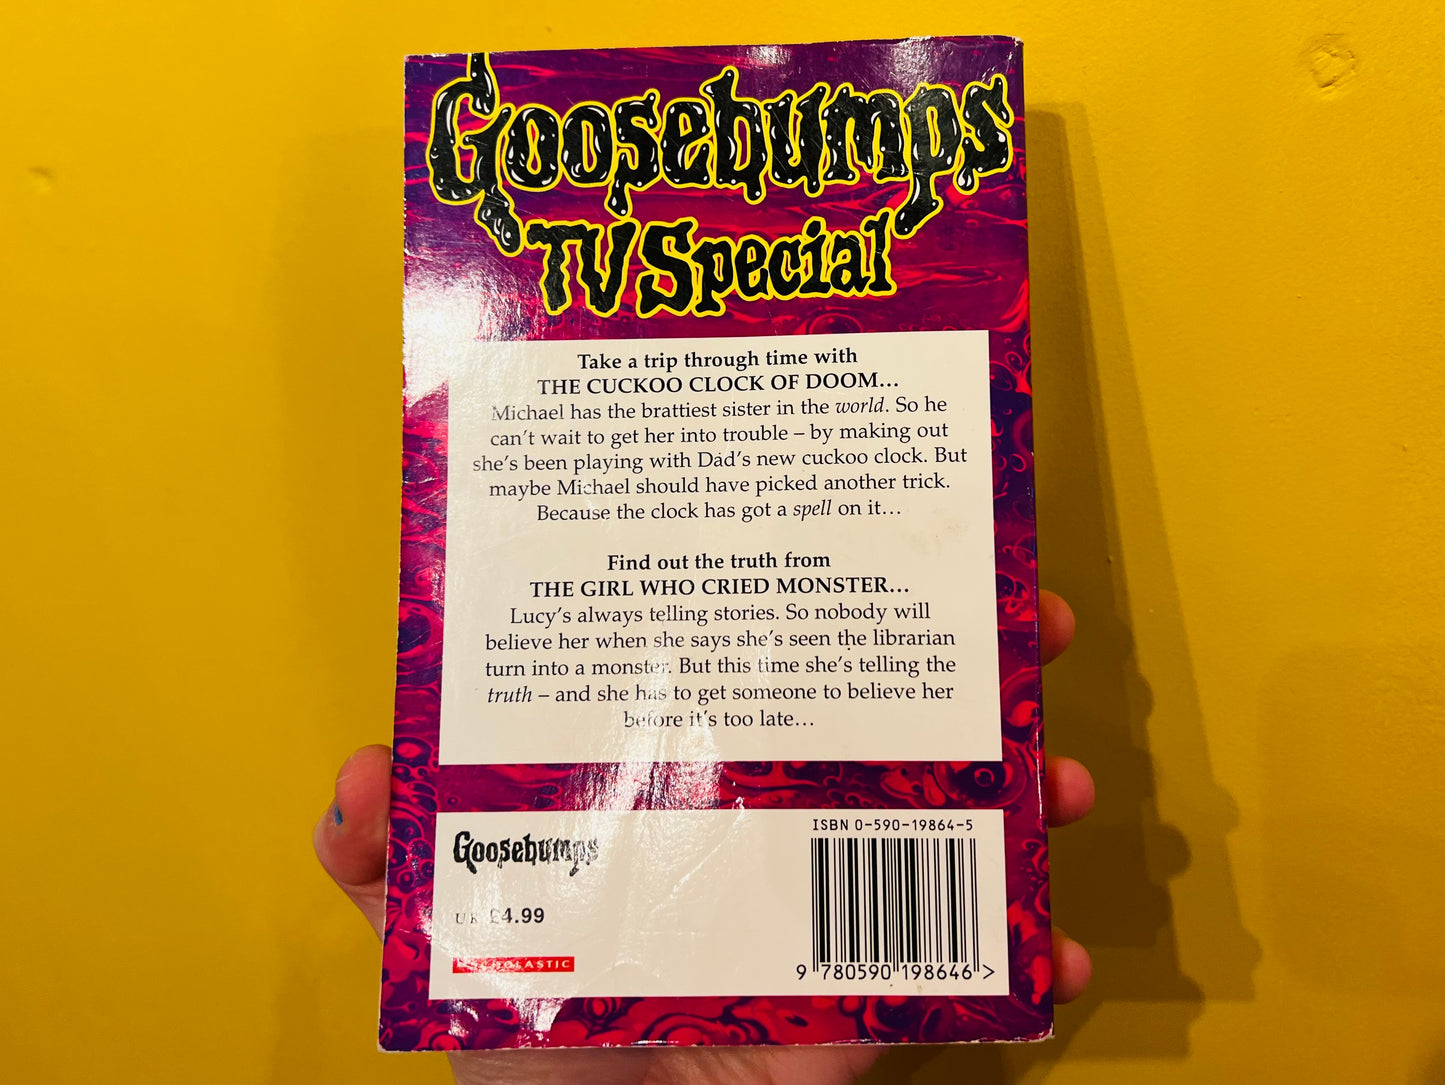 Goosebumps
TV Special
Take a trip through time with
THE CUCKOO CLOCK OF DOOM...
Michael has the brattiest sister in the world. So he
can't wait to get her into trouble – by making out
she's been playing with Dad's new cuckoo clock. But
maybe Michael should have picked another trick.
Because the clock has got a spell on it...
Find out the truth from
THE GIRL WHO CRIED MONSTER...
Lucy's always telling stories. So nobody will
believe her when she says she's seen the librarian
turn into a monster. But this time she's telling the
truth – and she has to get someone to believe her
before it's too late...
ISBN 0-590-19864-5
Goosebumps
UK £4.99
SCHOLASTIC
9 780590 198646 >